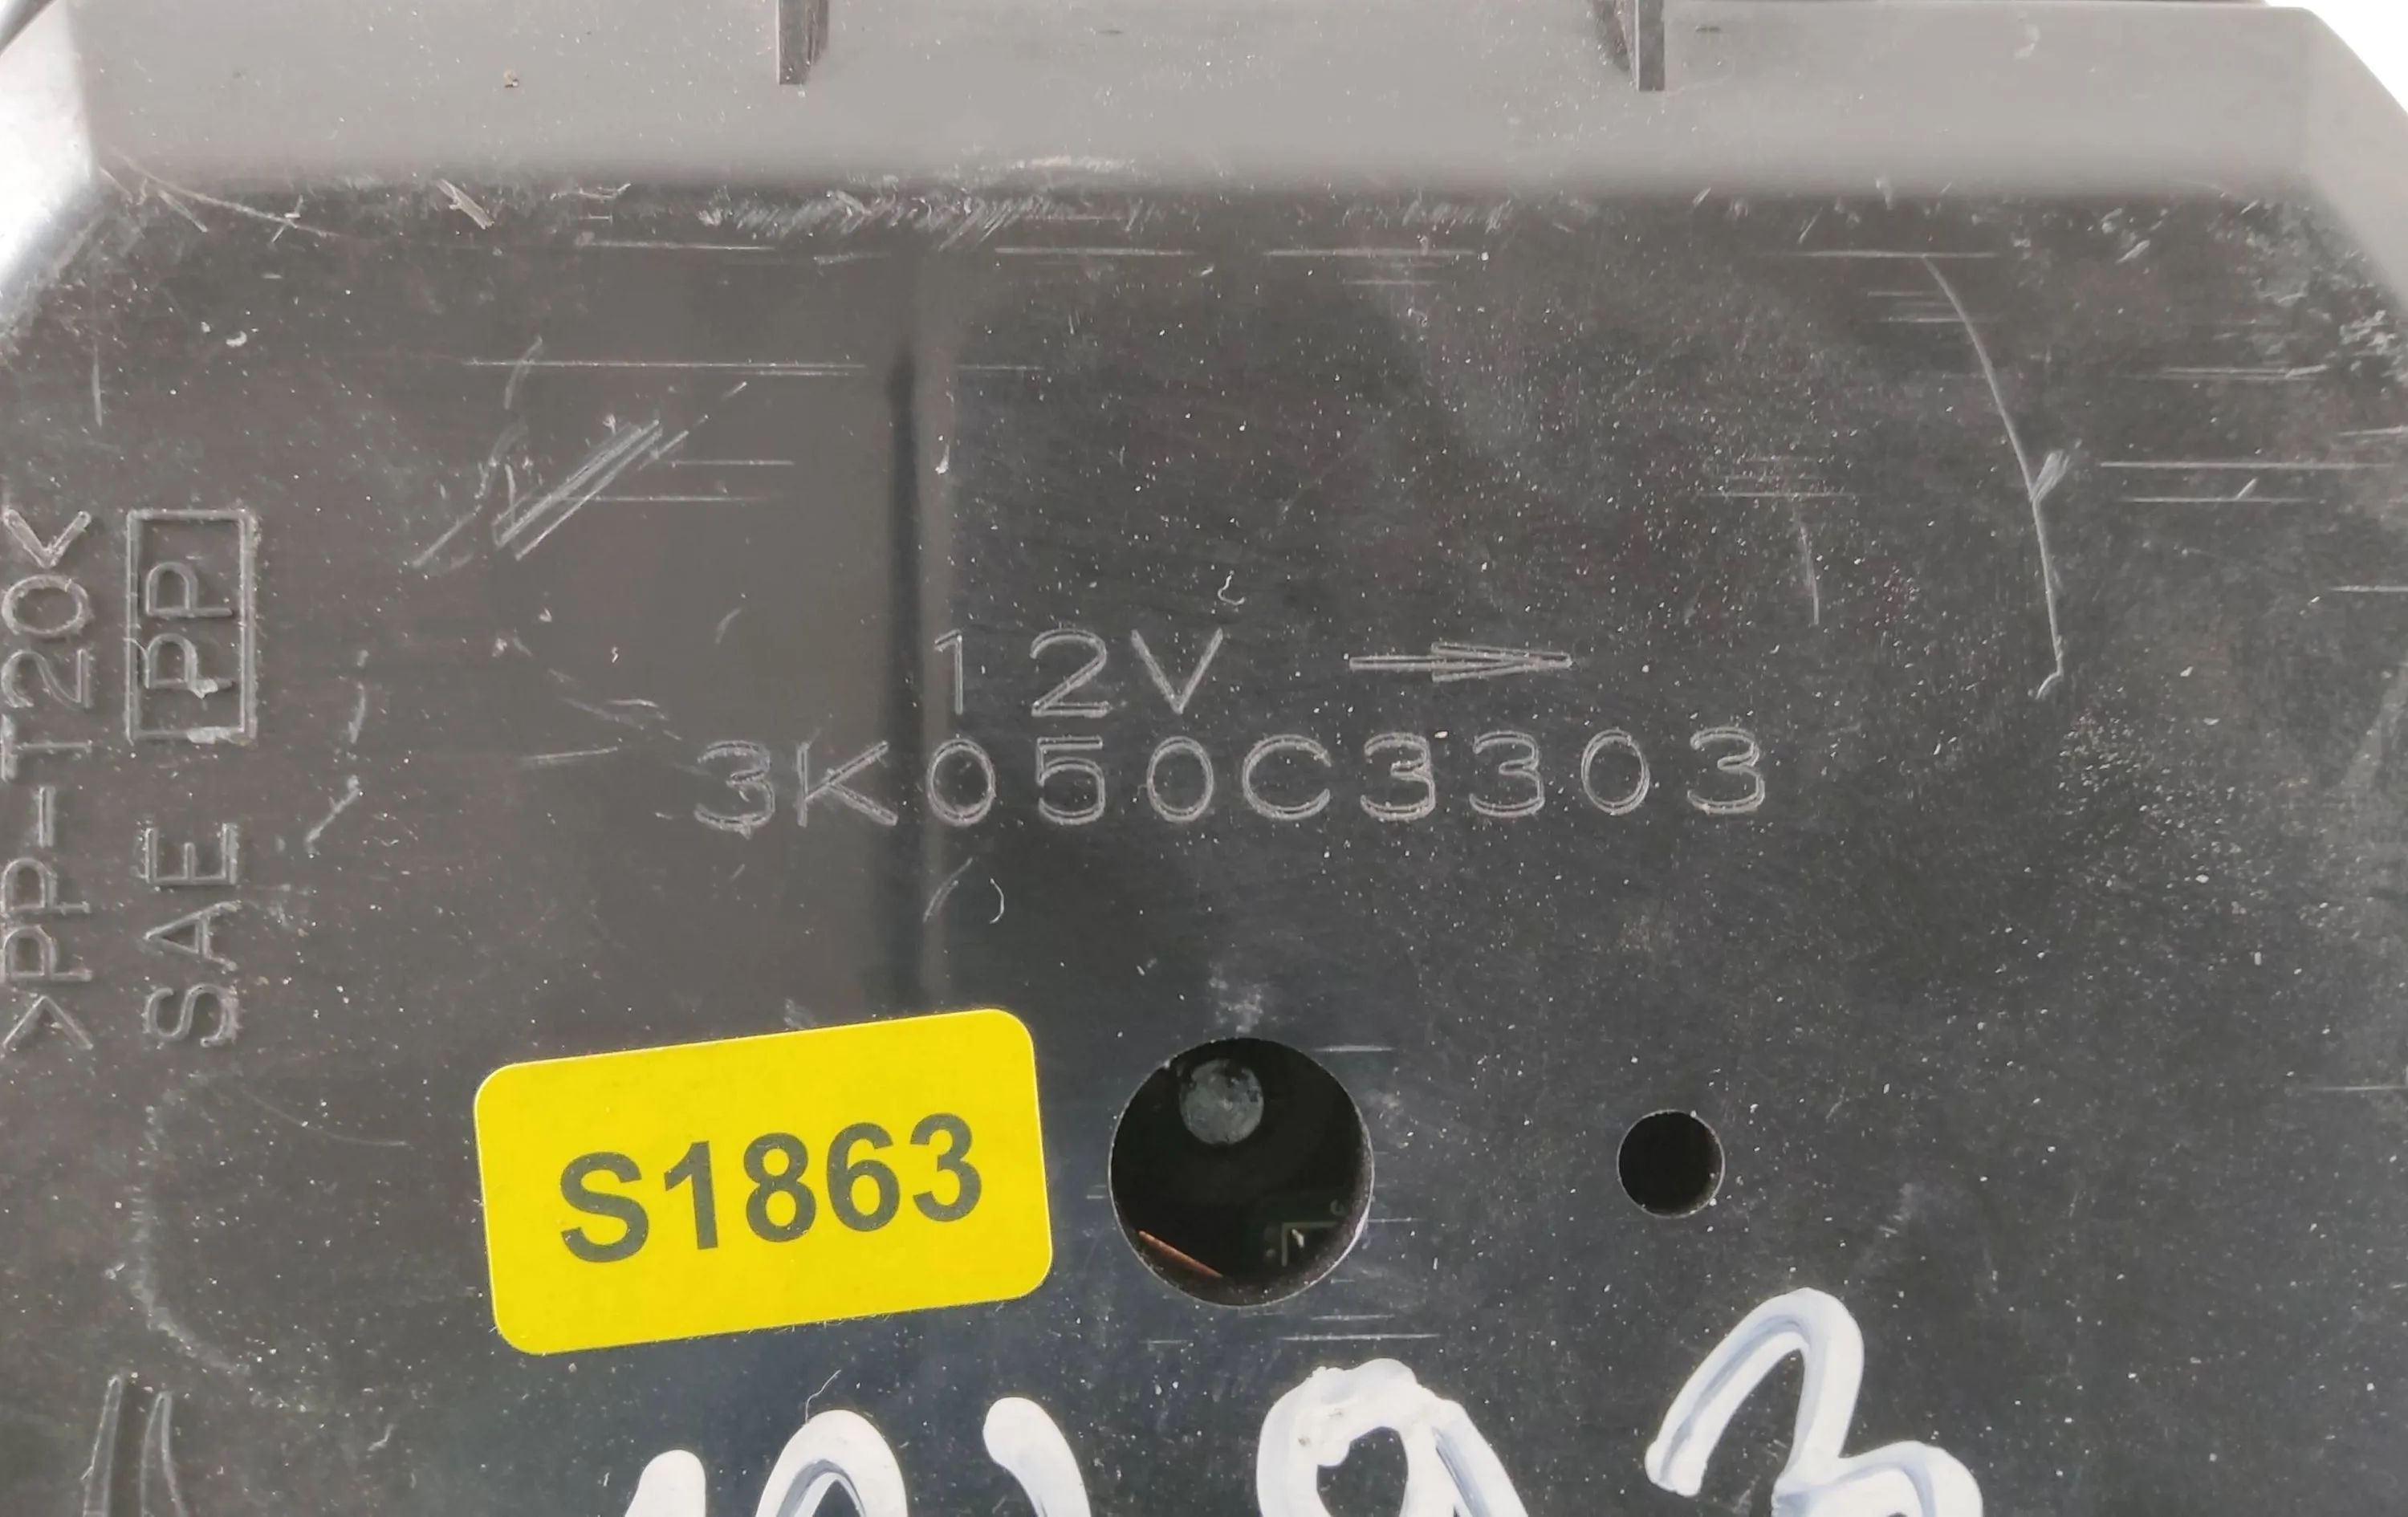 >PP-T20<
SAE PP
12V →
3K050C3303
S1863